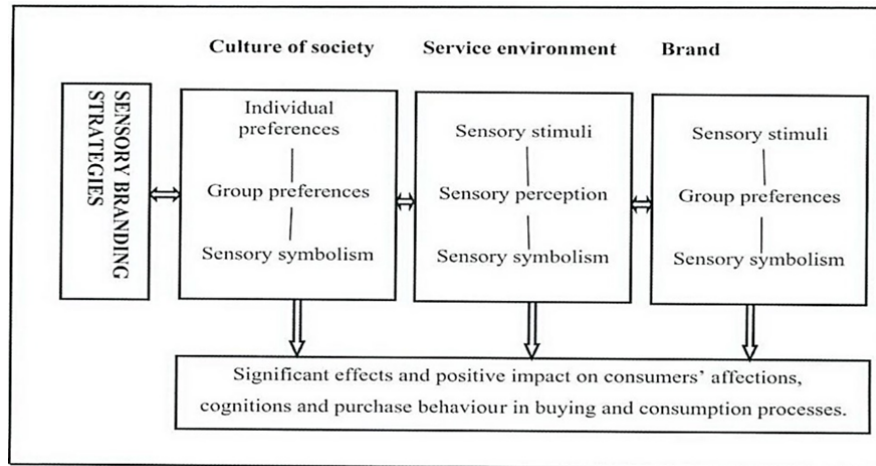 Culture of society
Service environment
Brand
SENSORY BRANDING
STRATEGIES
Individual
preferences
Group preferences
Sensory symbolism
Sensory stimuli
Sensory perception
Sensory symbolism
Sensory stimuli
Group preferences
Sensory symbolism
Significant effects and positive impact on consumers’ affections,
cognitions and purchase behaviour in buying and consumption processes.